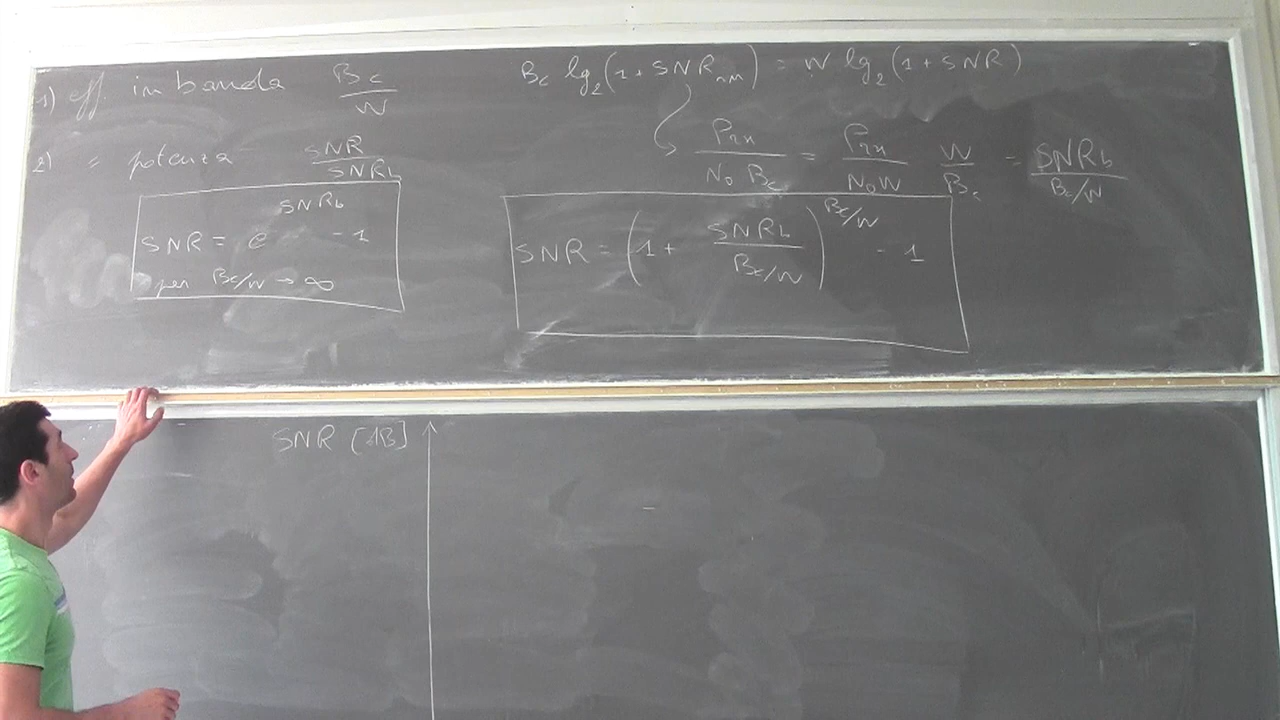 1) eff. in banda Bc/W
2) = potenza SNR/SNRb
SNR = e^SNRb - 1
per Bc/W → ∞
Bc lg2(1 + SNRnm) = W lg2(1 + SNR)
Prx/(N0 Bc) = Prx/(N0W) W/Bc = SNRb/(Bc/W)
SNR = (1 + SNRb/(Bc/W))^(Bc/W) - 1
SNR [dB]